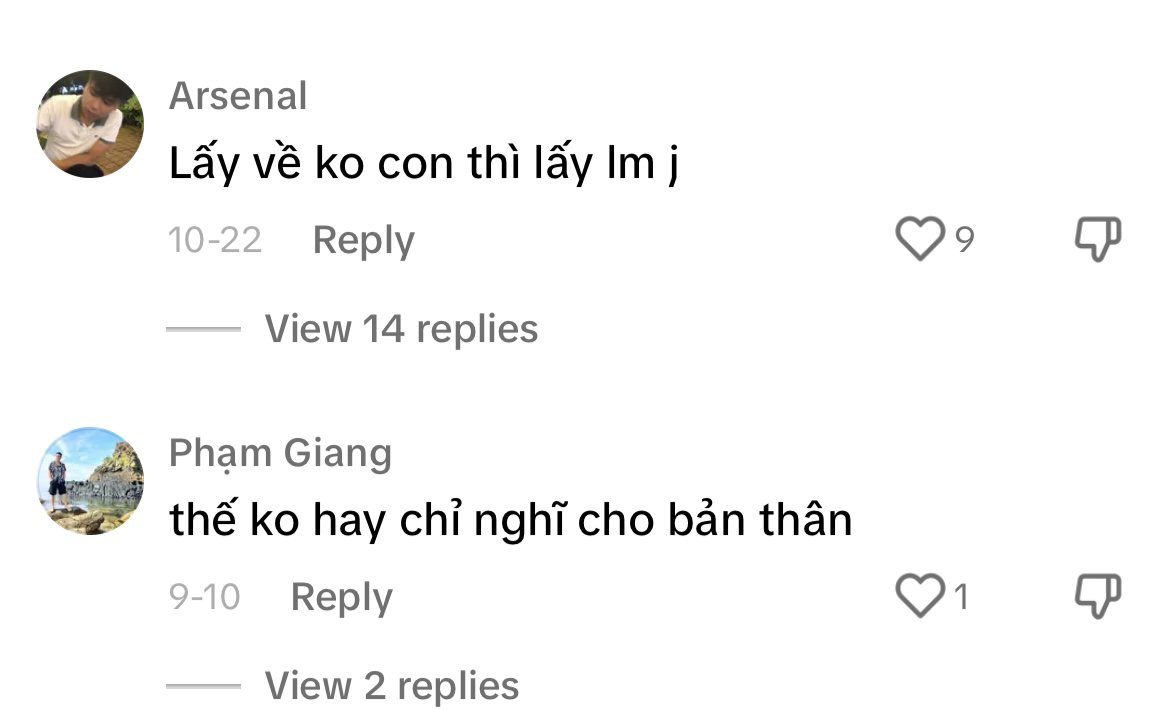 Arsenal
Lấy về ko con thì lấy lm j
10-22 Reply 9
View 14 replies
Phạm Giang
thế ko hay chỉ nghĩ cho bản thân
9-10 Reply 1
View 2 replies